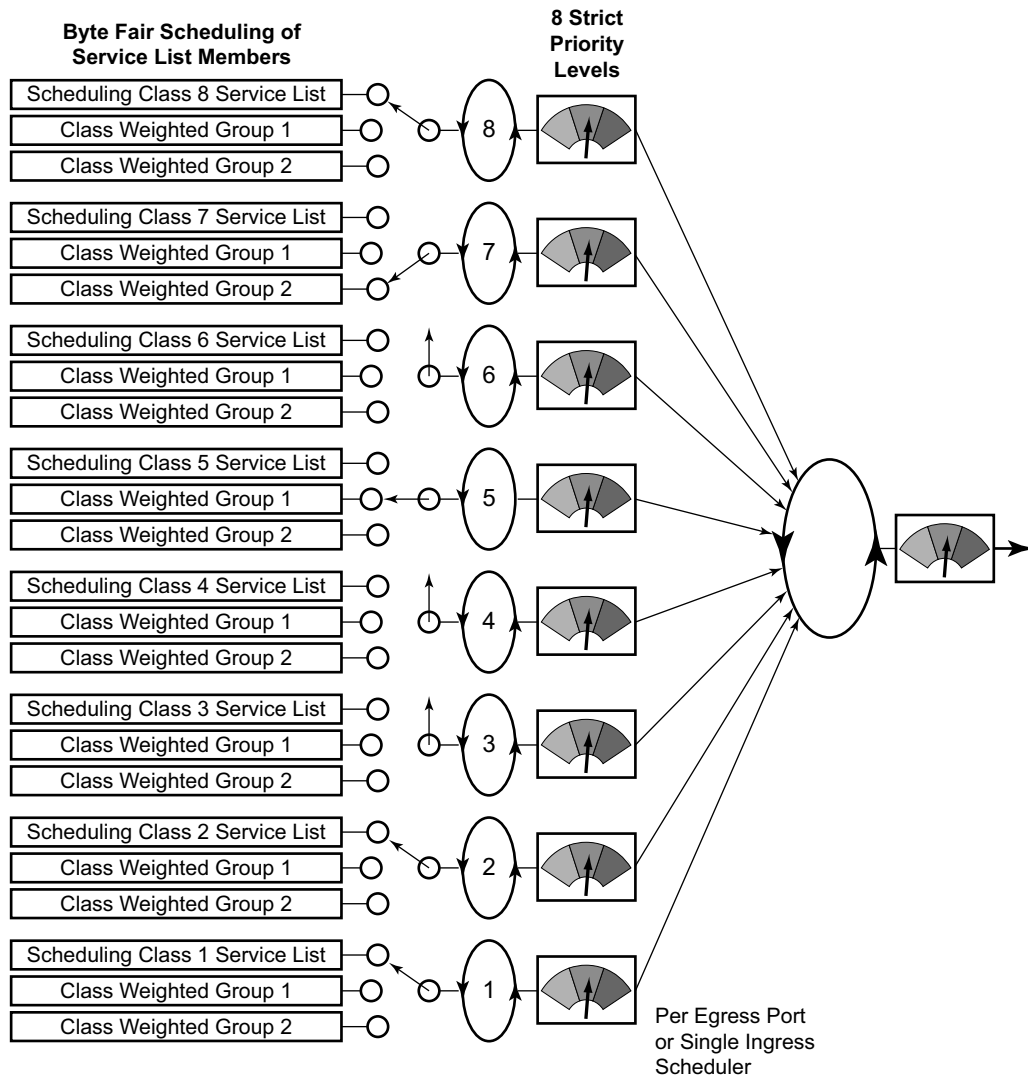 Byte Fair Scheduling of
Service List Members
8 Strict
Priority
Levels
Scheduling Class 8 Service List
Class Weighted Group 1
Class Weighted Group 2
8
Scheduling Class 7 Service List
Class Weighted Group 1
Class Weighted Group 2
7
Scheduling Class 6 Service List
Class Weighted Group 1
Class Weighted Group 2
6
Scheduling Class 5 Service List
Class Weighted Group 1
Class Weighted Group 2
5
Scheduling Class 4 Service List
Class Weighted Group 1
Class Weighted Group 2
4
Scheduling Class 3 Service List
Class Weighted Group 1
Class Weighted Group 2
3
Scheduling Class 2 Service List
Class Weighted Group 1
Class Weighted Group 2
2
Scheduling Class 1 Service List
Class Weighted Group 1
Class Weighted Group 2
1
Per Egress Port
or Single Ingress
Scheduler